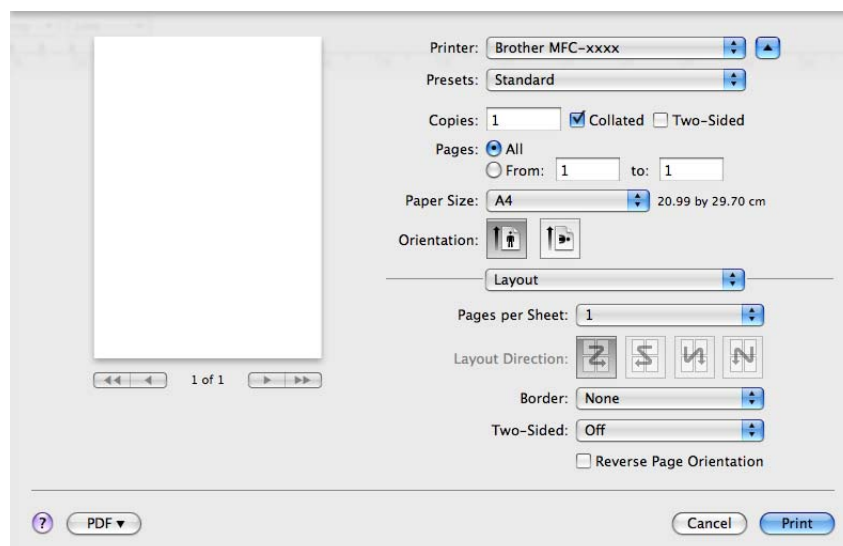 Printer: Brother MFC-xxxx
Presets: Standard
Copies: 1 Collated Two-Sided
Pages: All
From: 1 to: 1
Paper Size: A4 20.99 by 29.70 cm
Orientation:
Layout
Pages per Sheet: 1
Layout Direction:
Border: None
Two-Sided: Off
Reverse Page Orientation
1 of 1
? PDF ▼ Cancel Print